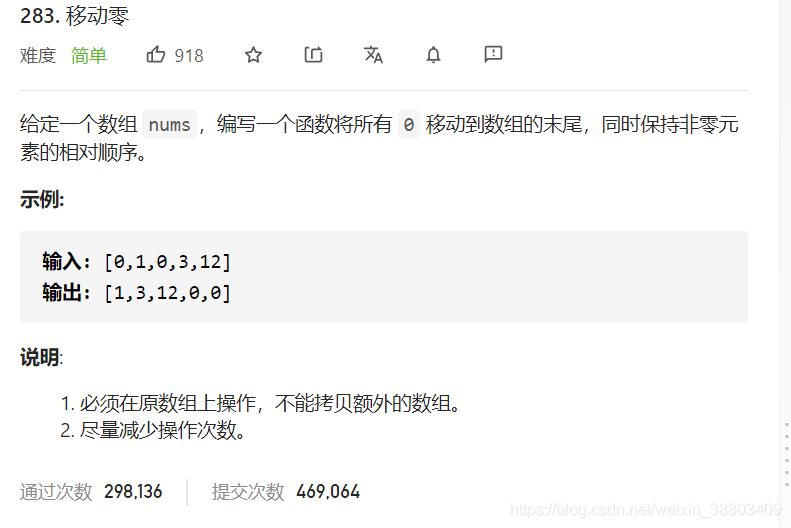 283. 移动零
难度 简单 918
给定一个数组 nums，编写一个函数将所有 0 移动到数组的末尾，同时保持非零元
素的相对顺序。
示例:
输入: [0,1,0,3,12]
输出: [1,3,12,0,0]
说明:
1. 必须在原数组上操作，不能拷贝额外的数组。
2. 尽量减少操作次数。
通过次数 298,136 提交次数 469,064
https://blog.csdn.net/weixin_38803409